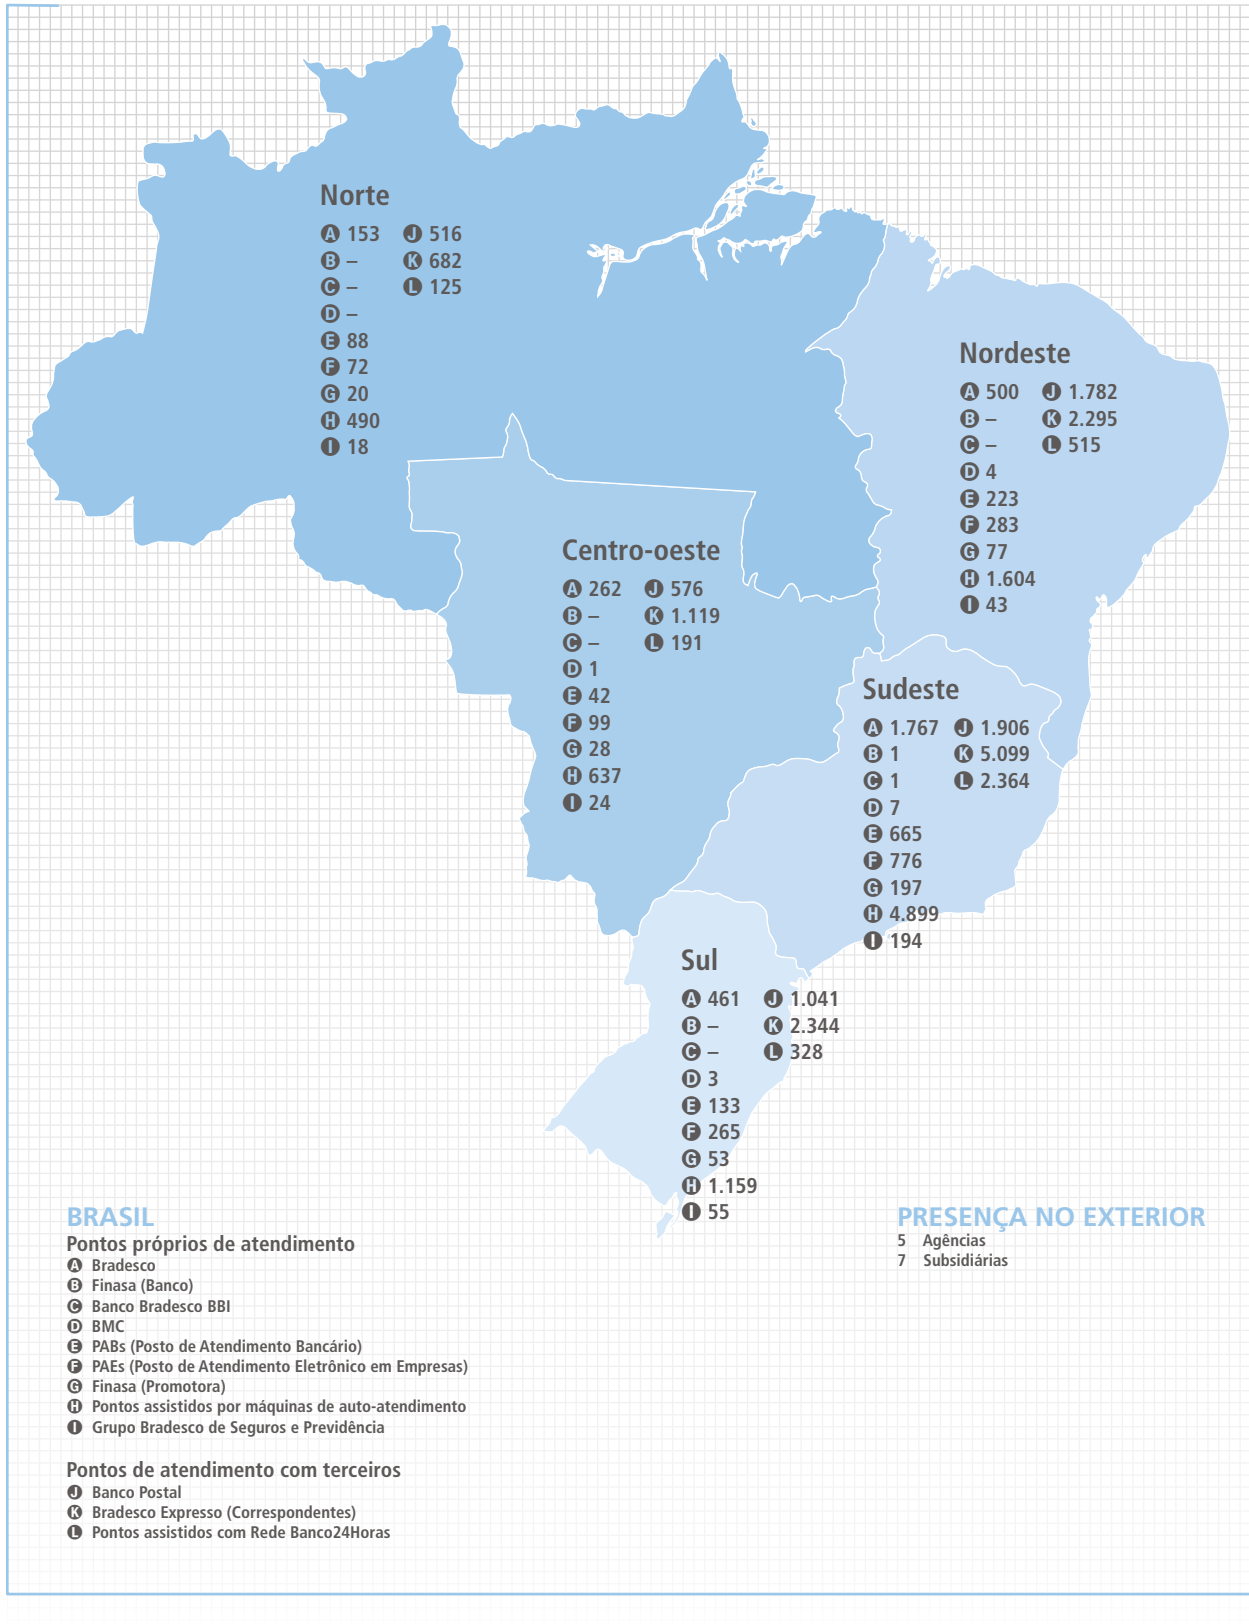 Norte
A 153 J 516
B – K 682
C – L 125
D –
E 88
F 72
G 20
H 490
I 18
Nordeste
A 500 J 1.782
B – K 2.295
C – L 515
D 4
E 223
F 283
G 77
H 1.604
I 43
Centro-oeste
A 262 J 576
B – K 1.119
C – L 191
D 1
E 42
F 99
G 28
H 637
I 24
Sudeste
A 1.767 J 1.906
B 1 K 5.099
C 1 L 2.364
D 7
E 665
F 776
G 197
H 4.899
I 194
Sul
A 461 J 1.041
B – K 2.344
C – L 328
D 3
E 133
F 265
G 53
H 1.159
I 55
BRASIL
Pontos próprios de atendimento
A Bradesco
B Finasa (Banco)
C Banco Bradesco BBI
D BMC
E PABs (Posto de Atendimento Bancário)
F PAEs (Posto de Atendimento Eletrônico em Empresas)
G Finasa (Promotora)
H Pontos assistidos por máquinas de auto-atendimento
I Grupo Bradesco de Seguros e Previdência
Pontos de atendimento com terceiros
J Banco Postal
K Bradesco Expresso (Correspondentes)
L Pontos assistidos com Rede Banco24Horas
PRESENÇA NO EXTERIOR
5 Agências
7 Subsidiárias